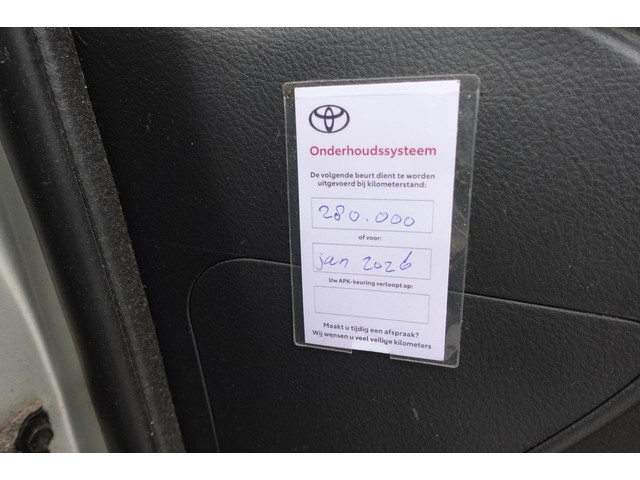 Onderhoudssysteem
De volgende beurt dient te worden
uitgevoerd bij kilometerstand:
280.000
of voor:
jan 2026
Uw APK-keuring verloopt op:
Maakt u tijdig een afspraak?
Wij wensen u veel veilige kilometers